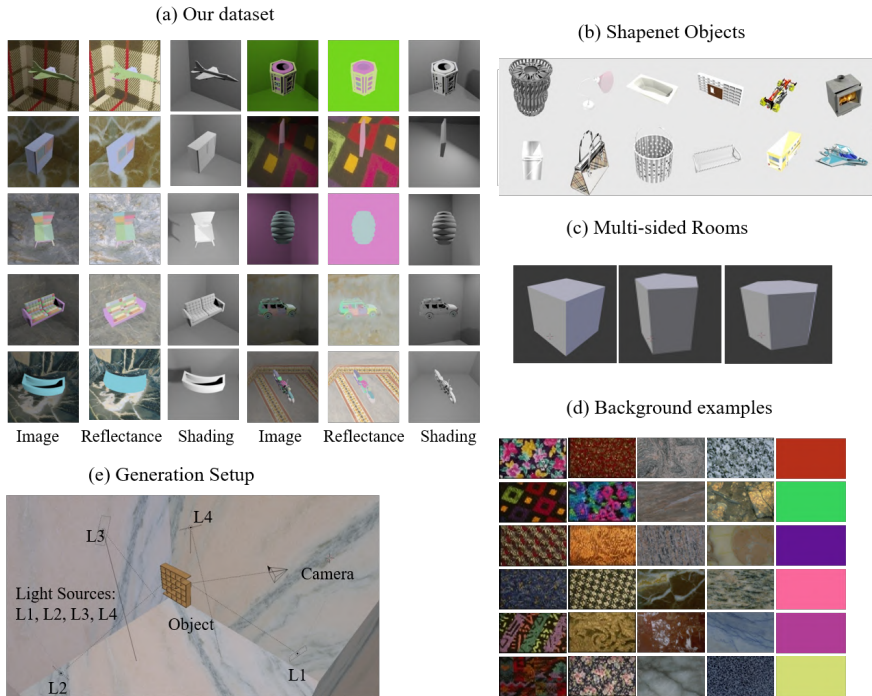 (a) Our dataset
Image Reflectance Shading Image Reflectance Shading
(b) Shapenet Objects
(c) Multi-sided Rooms
(d) Background examples
(e) Generation Setup
L4
L3
Camera
Light Sources:
L1, L2, L3, L4
Object
L1
L2